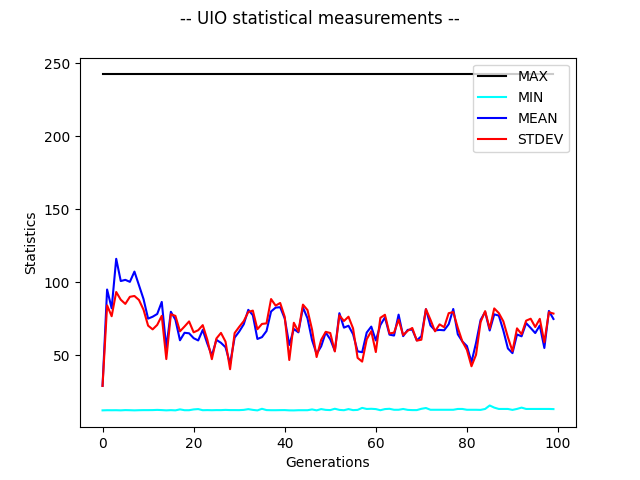 -- UIO statistical measurements --
250
200
150
100
50
Statistics
MAX
MIN
MEAN
STDEV
0 20 40 60 80 100
Generations